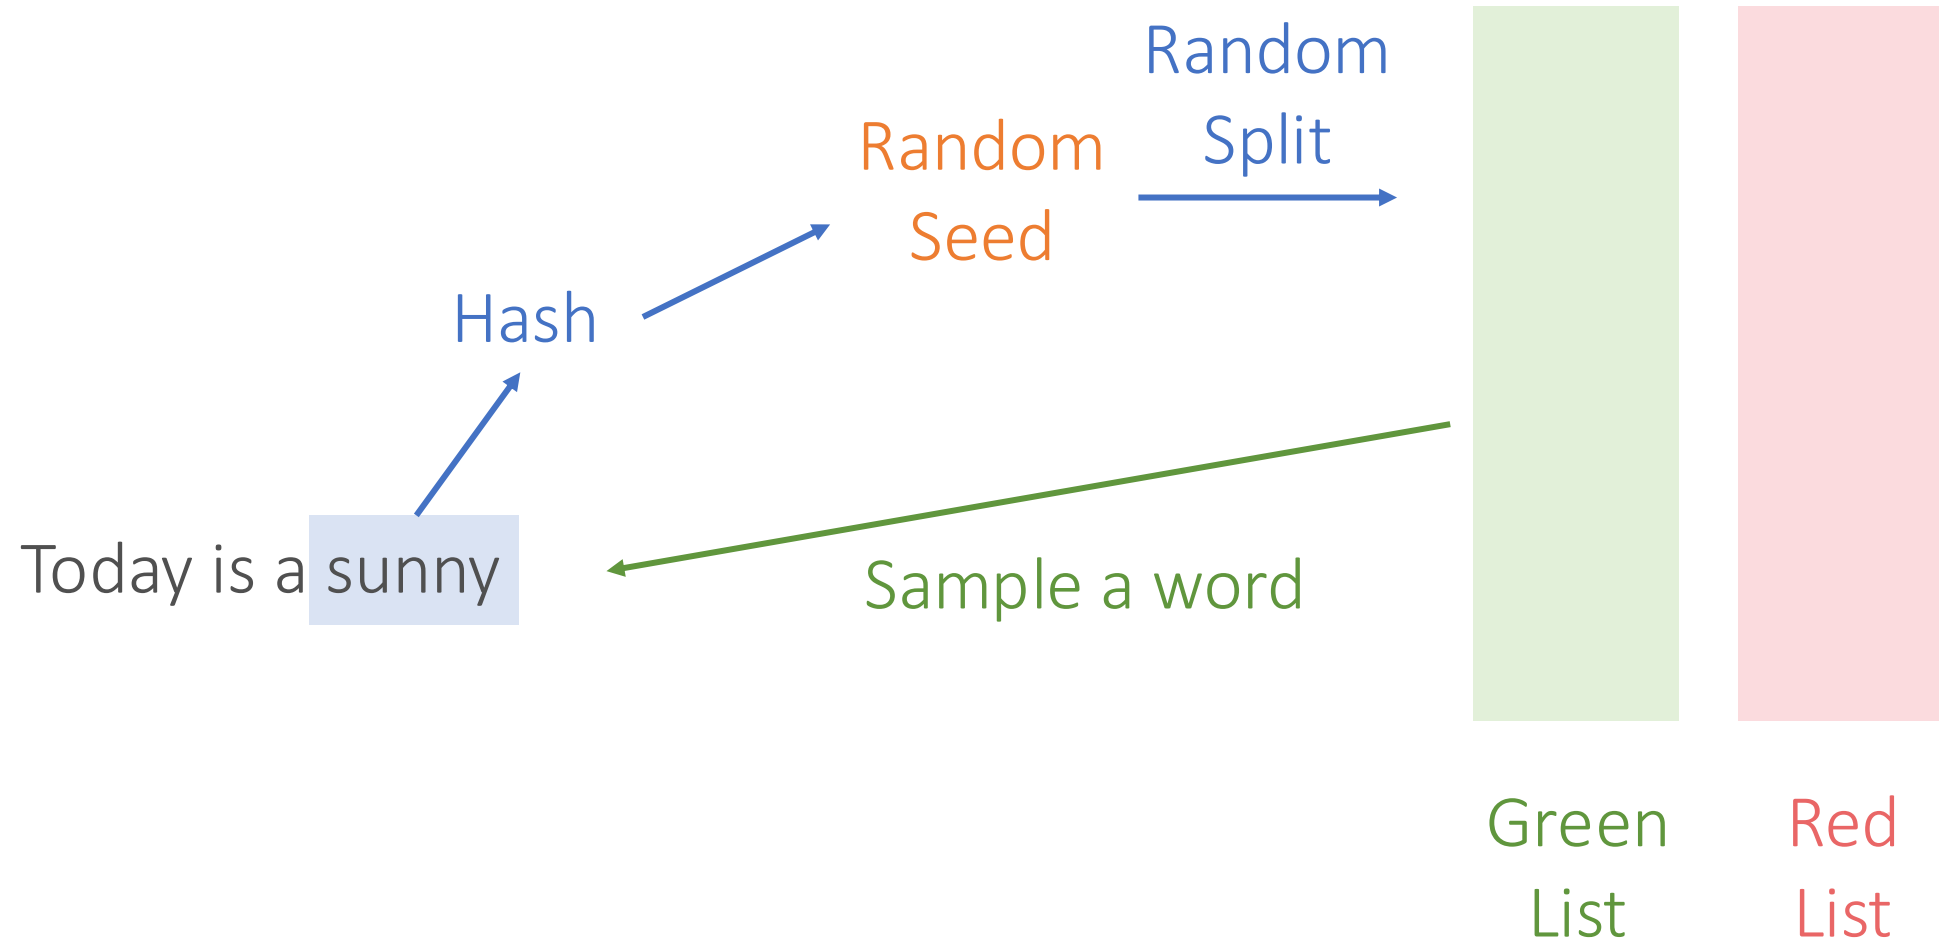 Random
Split
Random
Seed
Hash
Today is a sunny
Sample a word
Green
List
Red
List